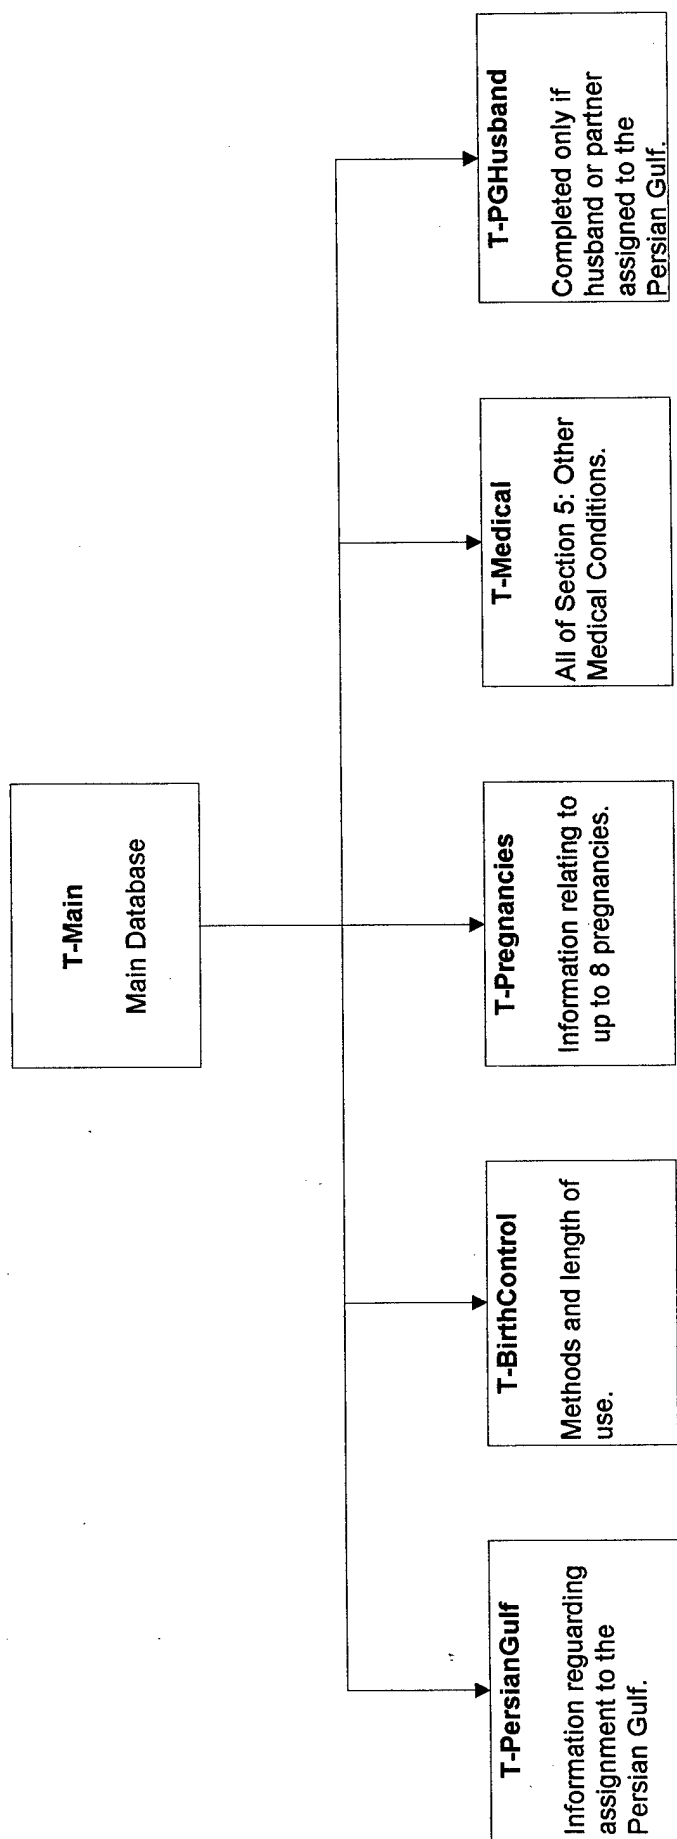 T-Main
Main Database
T-PersianGulf
Information reguarding
assignment to the
Persian Gulf.
T-BirthControl
Methods and length of
use.
T-Pregnancies
Information relating to
up to 8 pregnancies.
T-Medical
All of Section 5: Other
Medical Conditions.
T-PGHusband
Completed only if
husband or partner
assigned to the
Persian Gulf.